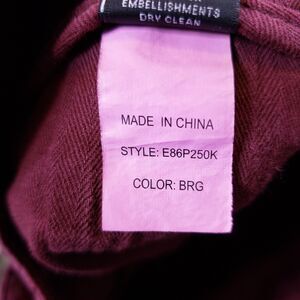 EMBELLISHMENTS
DRY CLEAN
MADE IN CHINA
STYLE: E86P250K
COLOR: BRG